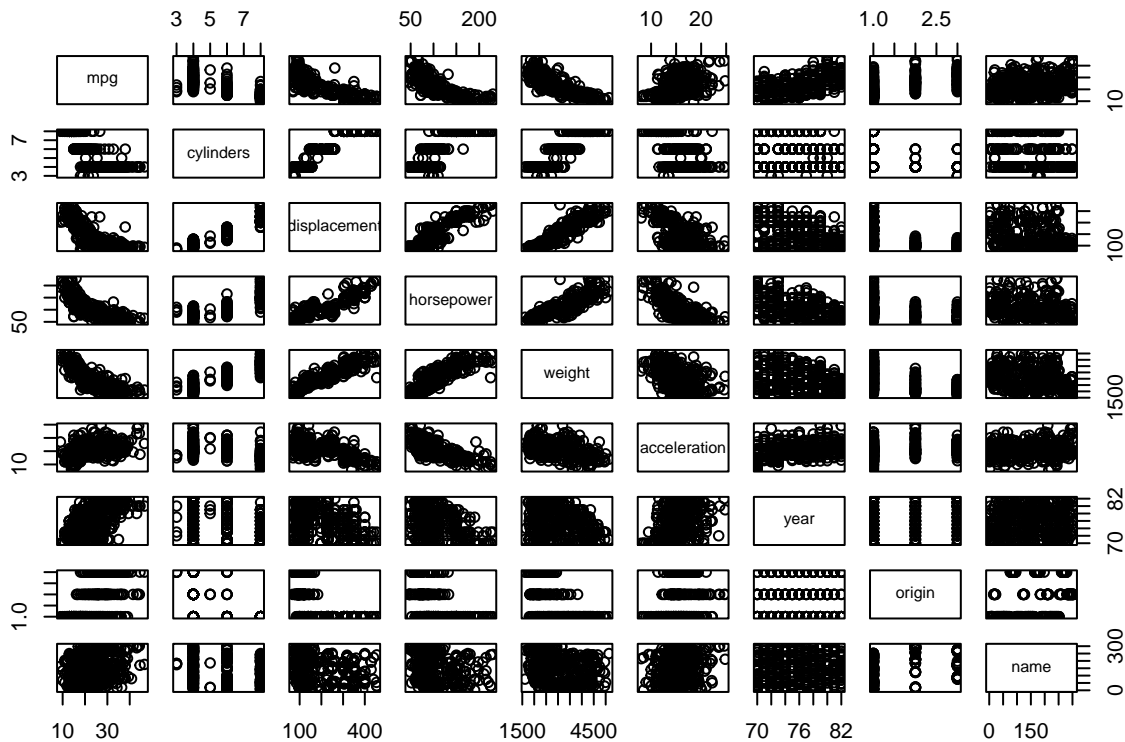 3 5 7 50 200 10 20 1.0 2.5
mpg 10
7 3 cylinders
displacement 100
50 horsepower
weight 1500
10 acceleration
year 82 70
1.0 origin
name 300 0
10 30 100 400 1500 4500 70 76 82 0 150